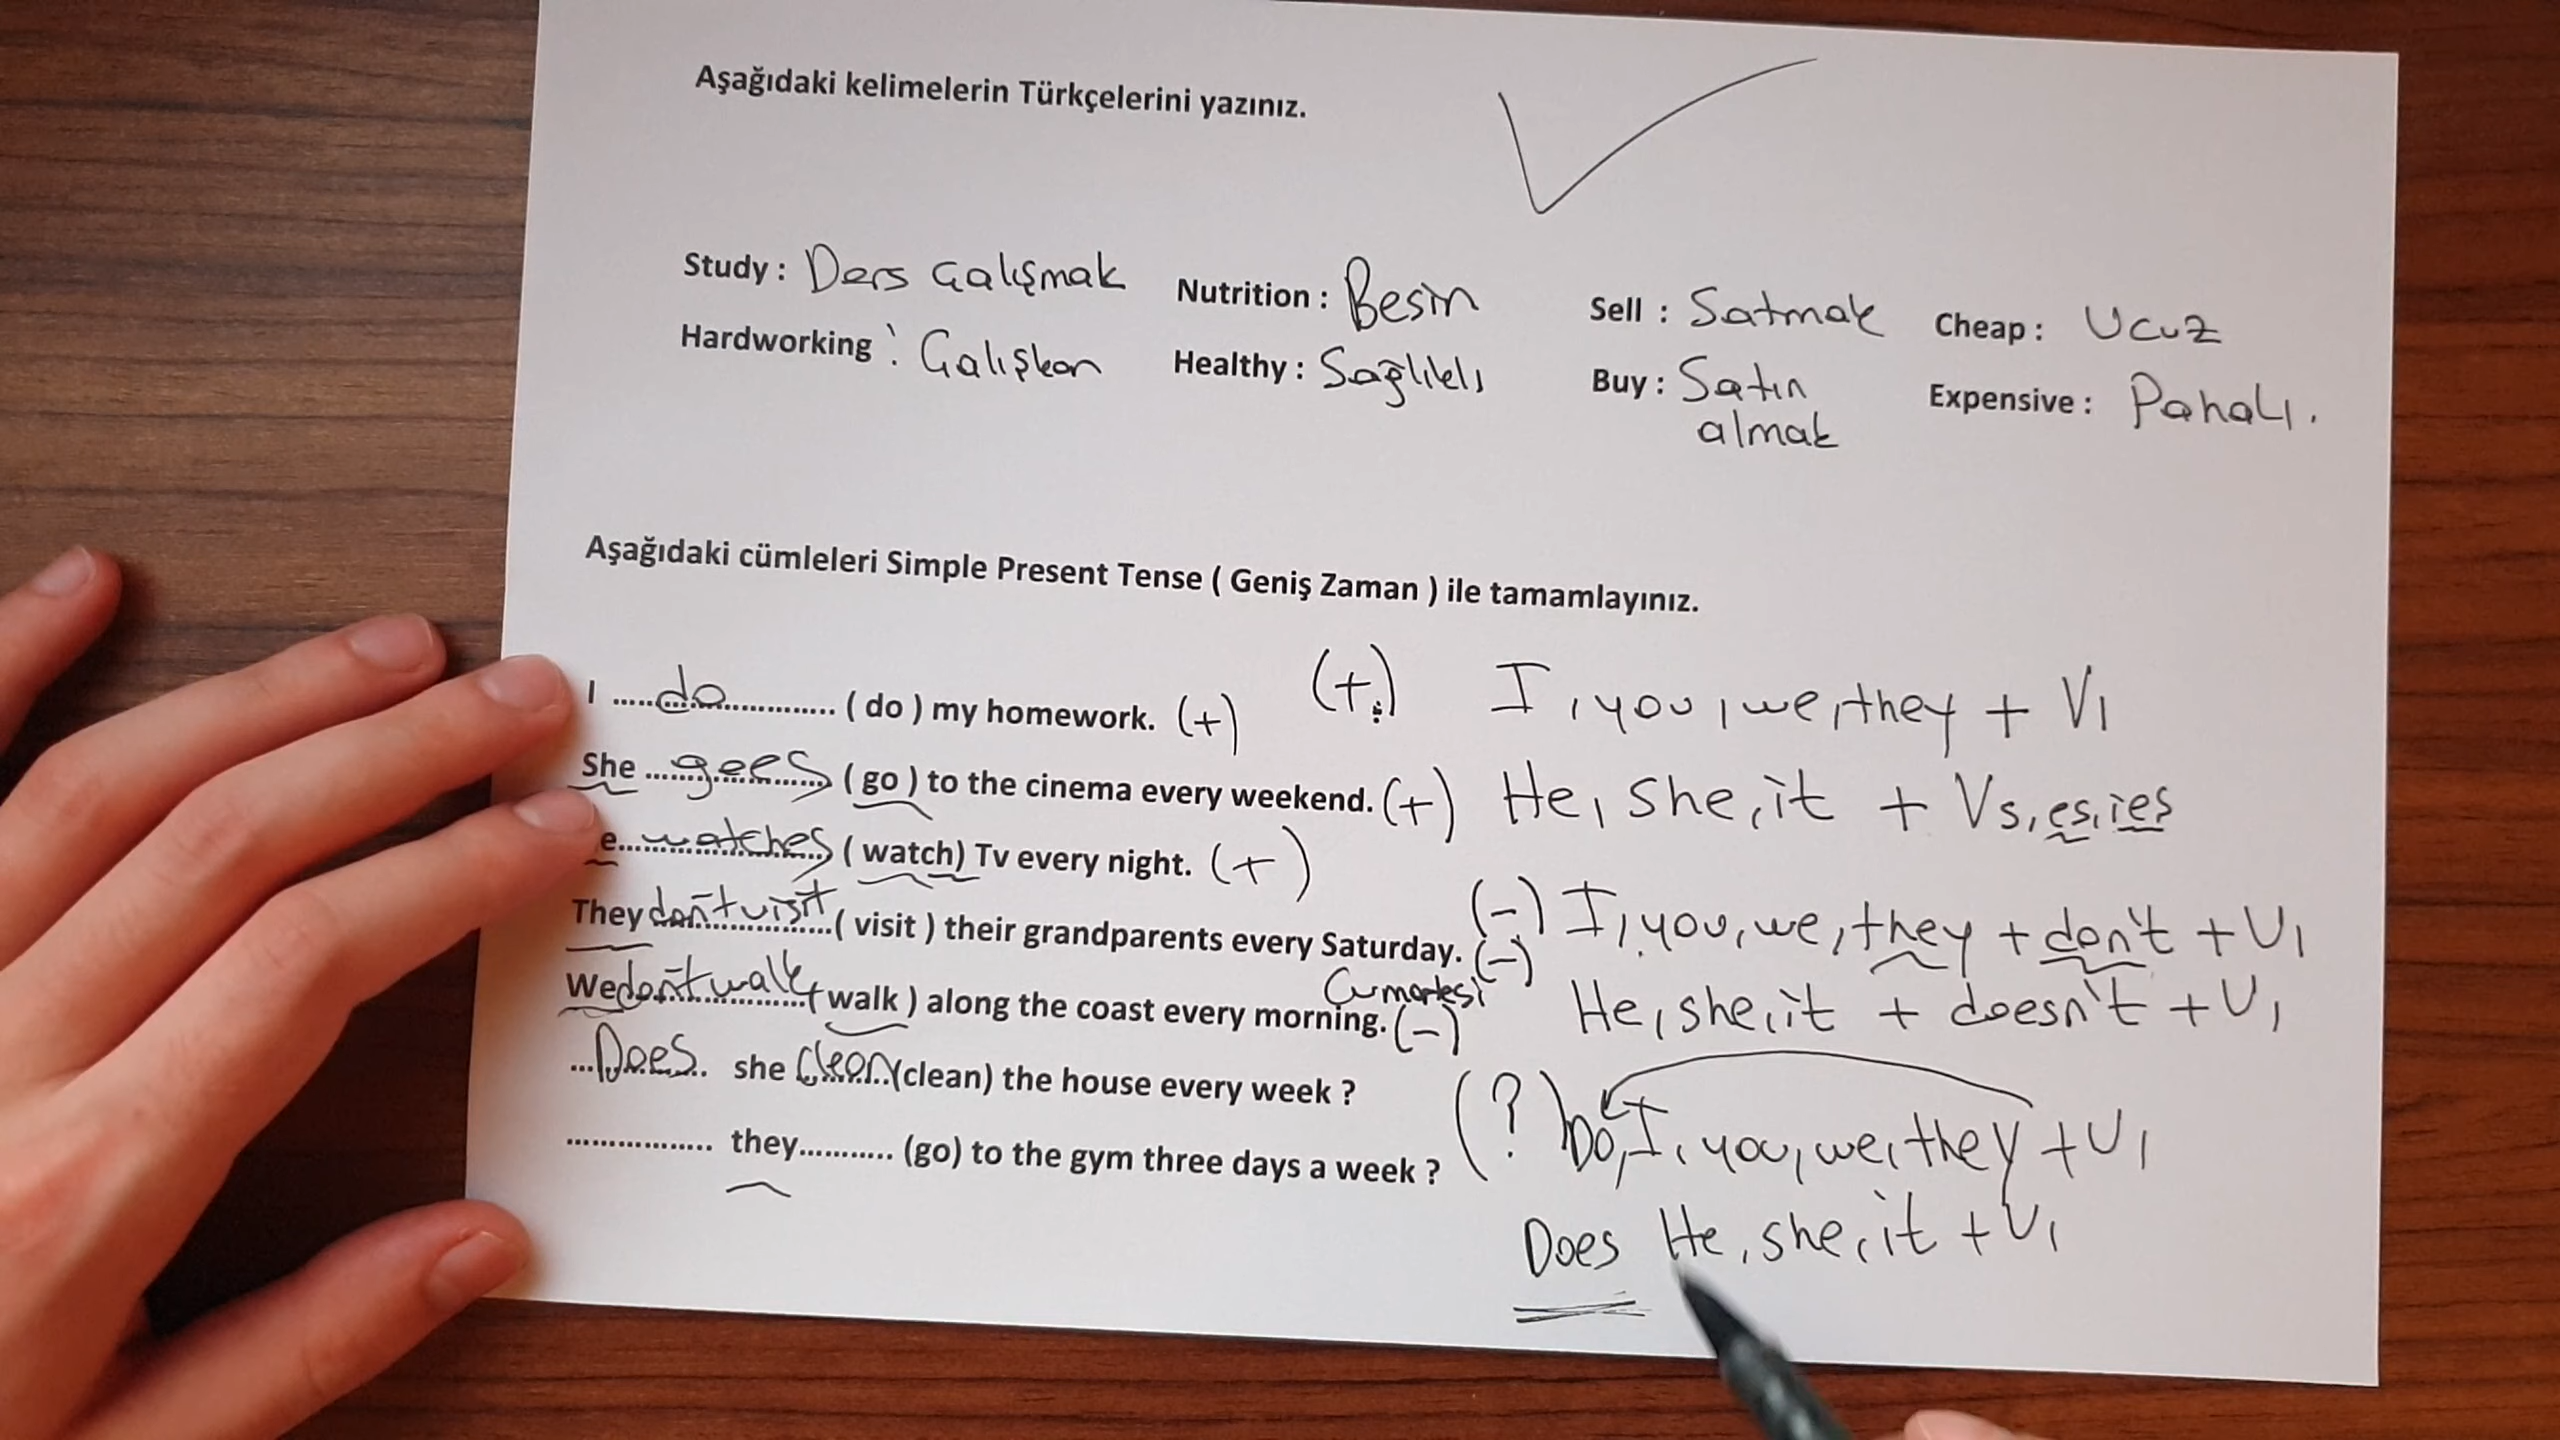 Aşağıdaki kelimelerin Türkçelerini yazınız.
Study : Ders Çalışmak Nutrition : Besin Sell : Satmak Cheap : Ucuz
Hardworking : Çalışkan Healthy : Sağlıklı Buy : Satın almak Expensive : Pahalı.
Aşağıdaki cümleleri Simple Present Tense ( Geniş Zaman ) ile tamamlayınız.
I .....do............. ( do ) my homework. (+) (+) I, you, we, they + V1
She ....goes.... ( go ) to the cinema every weekend. (+) He, she, it + Vs, es, ies
e....watches.... ( watch) Tv every night. (+)
They don't visit ( visit ) their grandparents every Saturday. (-) (-) I, you, we, they + don't + V1
Cumartesi
We don't walk ( walk ) along the coast every morning. (-) He, she, it + doesn't + V1
...Does.. she clean (clean) the house every week ?
................. they.......... (go) to the gym three days a week ? (?) Do, I, you, we, they + V1
Does He, she, it + V1